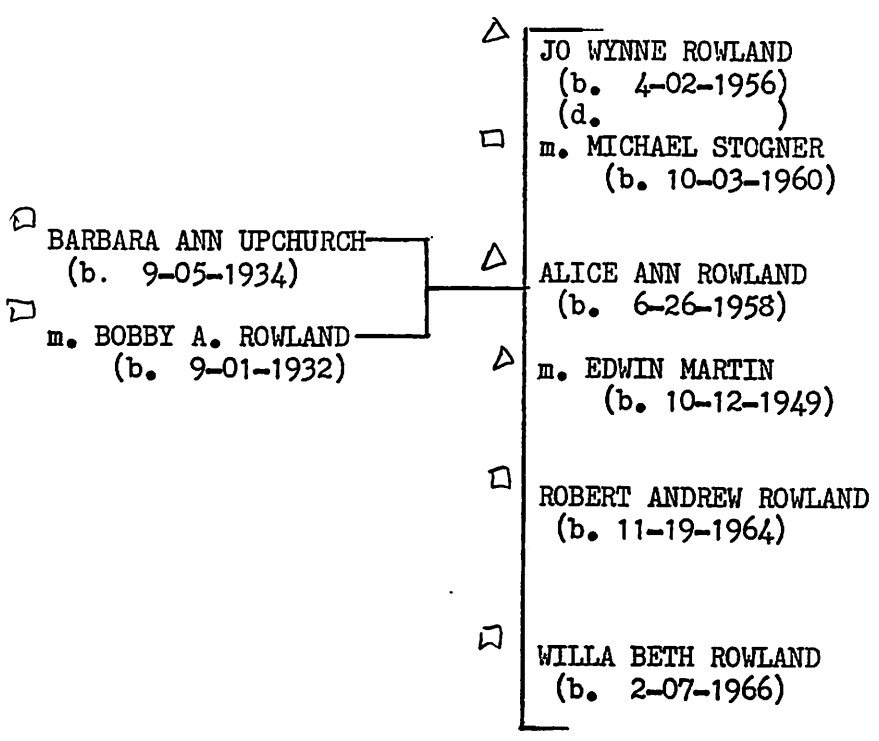 BARBARA ANN UPCHURCH
(b. 9-05-1934)
m. BOBBY A. ROWLAND
(b. 9-01-1932)
JO WYNNE ROWLAND
(b. 4-02-1956)
(d. )
m. MICHAEL STOGNER
(b. 10-03-1960)
ALICE ANN ROWLAND
(b. 6-26-1958)
m. EDWIN MARTIN
(b. 10-12-1949)
ROBERT ANDREW ROWLAND
(b. 11-19-1964)
WILLA BETH ROWLAND
(b. 2-07-1966)